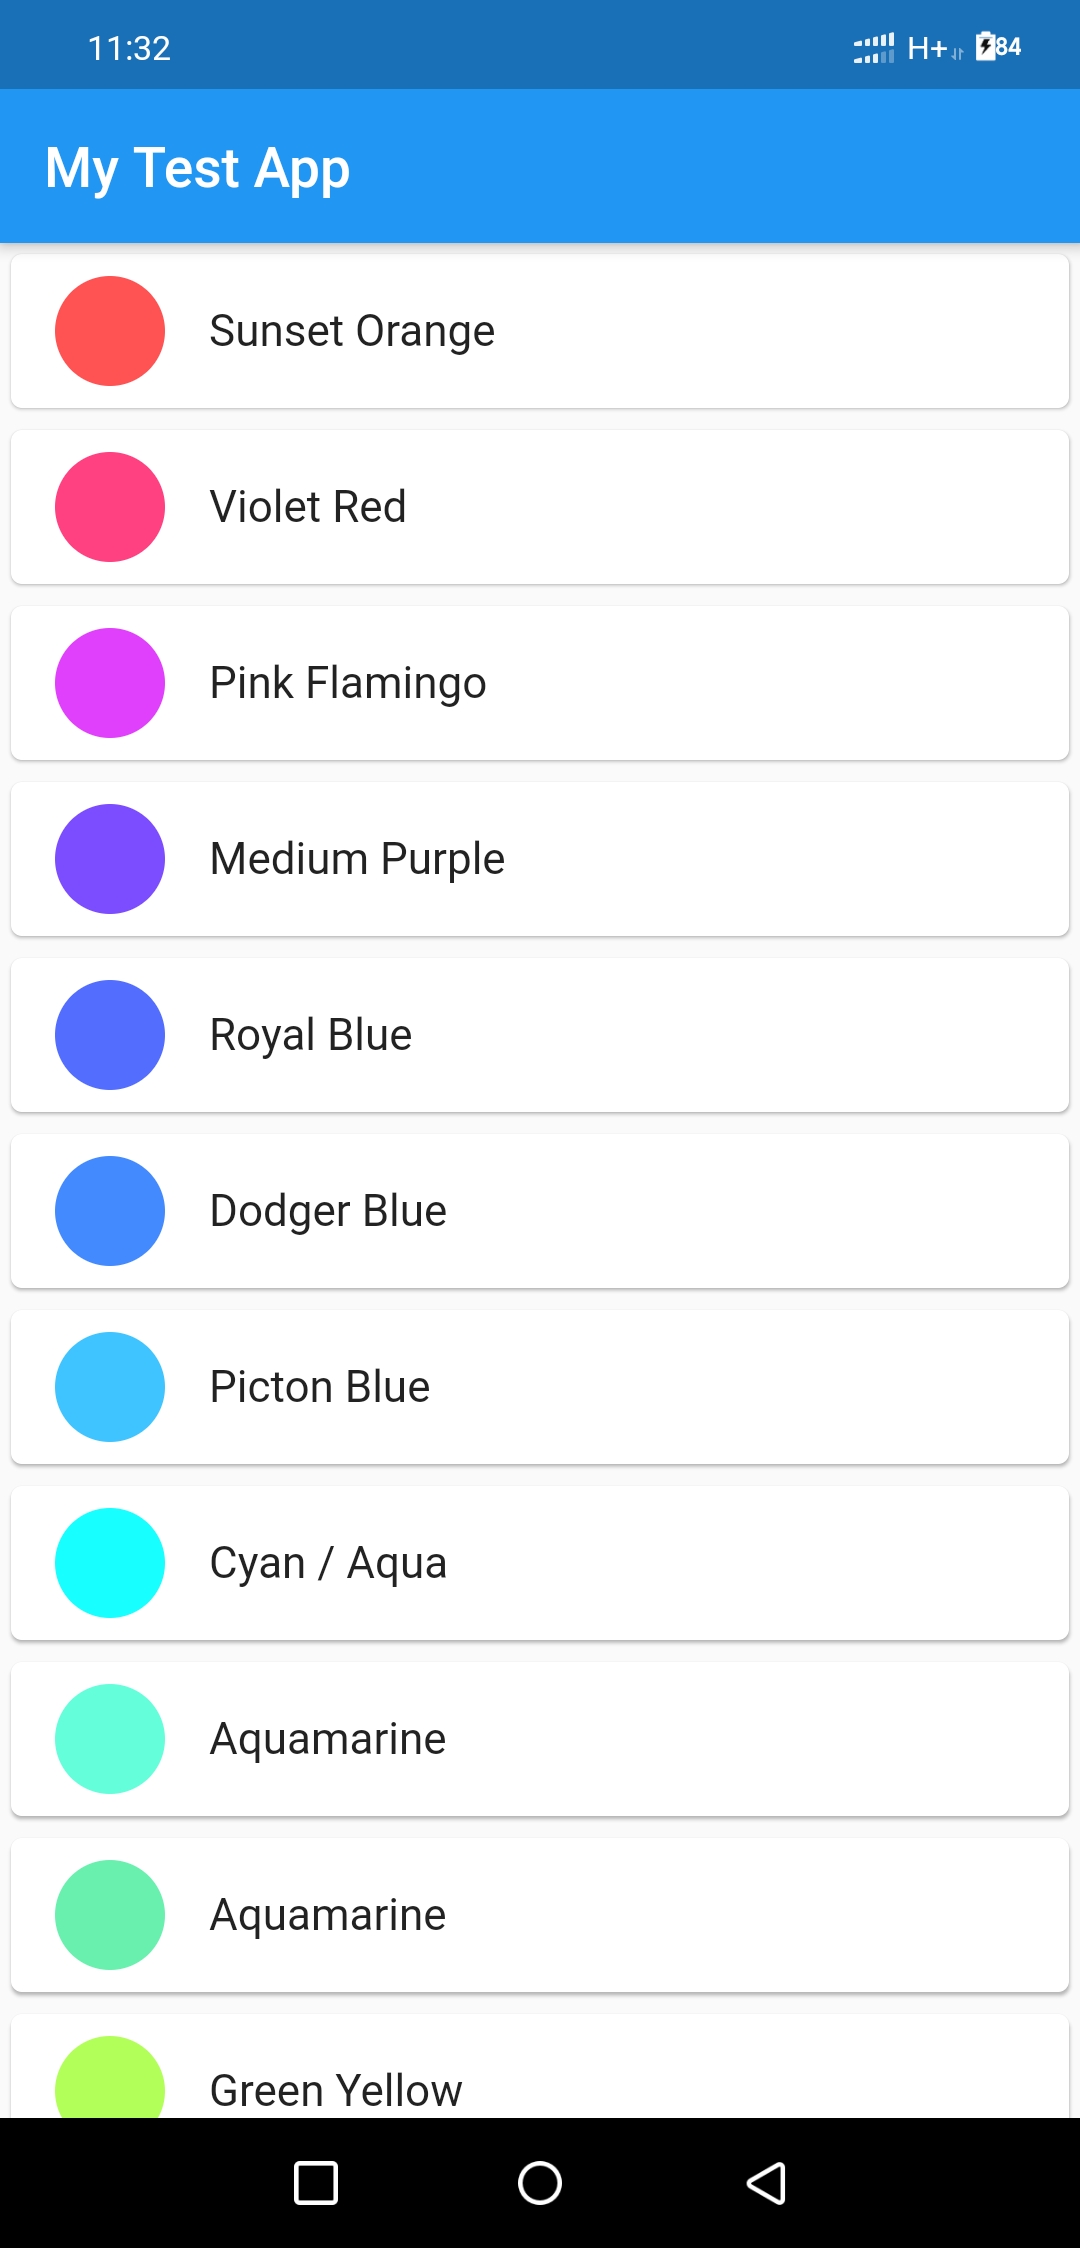 11:32 H+ 84
My Test App
Sunset Orange
Violet Red
Pink Flamingo
Medium Purple
Royal Blue
Dodger Blue
Picton Blue
Cyan / Aqua
Aquamarine
Aquamarine
Green Yellow